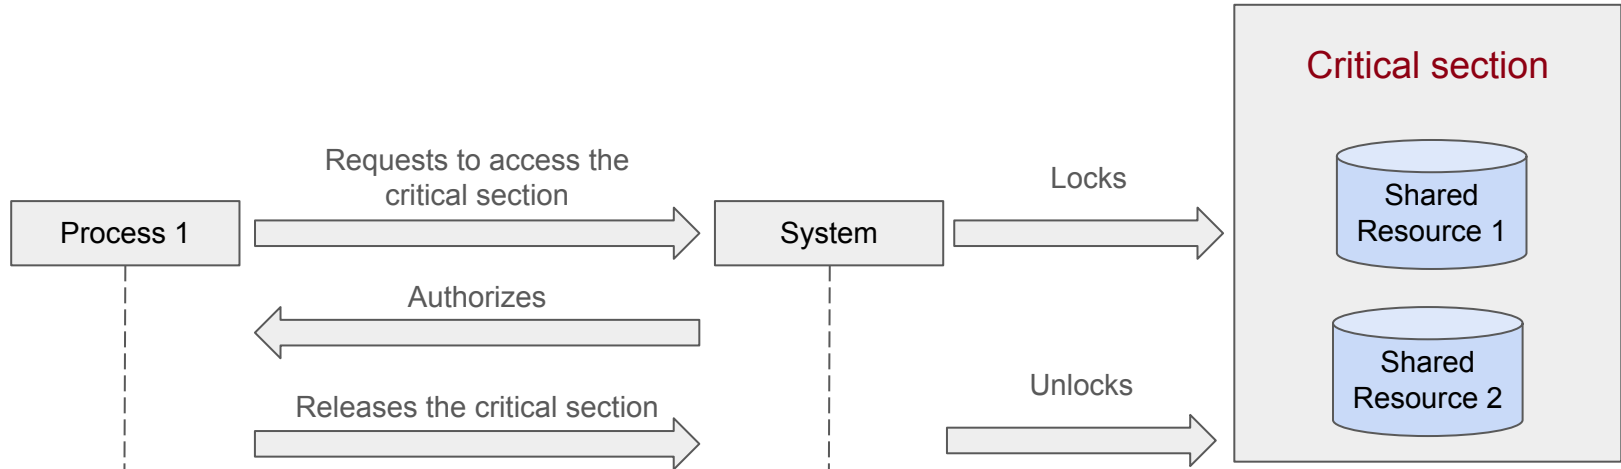 Critical section
Requests to access the
critical section
Locks
Process 1
System
Shared
Resource 1
Authorizes
Releases the critical section
Unlocks
Shared
Resource 2